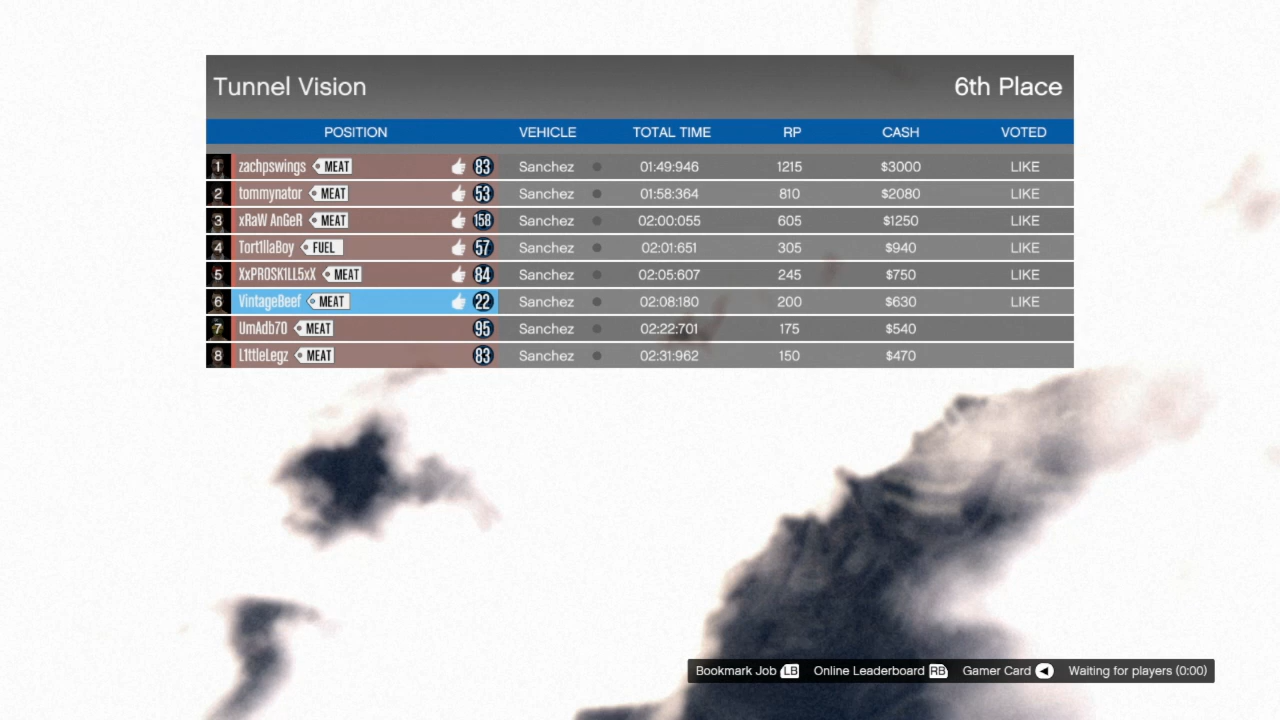 Tunnel Vision 6th Place
POSITION VEHICLE TOTAL TIME RP CASH VOTED
1 zachpswings MEAT 83 Sanchez 01:49:946 1215 $3000 LIKE
2 tommynator MEAT 53 Sanchez 01:58:364 810 $2080 LIKE
3 xRaW AnGeR MEAT 158 Sanchez 02:00:055 605 $1250 LIKE
4 Tort1llaBoy FUEL 57 Sanchez 02:01:651 305 $940 LIKE
5 XxPR0SK1LL5xX MEAT 84 Sanchez 02:05:607 245 $750 LIKE
6 VintageBeef MEAT 22 Sanchez 02:08:180 200 $630 LIKE
7 UmAdb70 MEAT 95 Sanchez 02:22:701 175 $540
8 L1ttleLegz MEAT 83 Sanchez 02:31:962 150 $470
Bookmark Job LB Online Leaderboard RB Gamer Card Waiting for players (0:00)